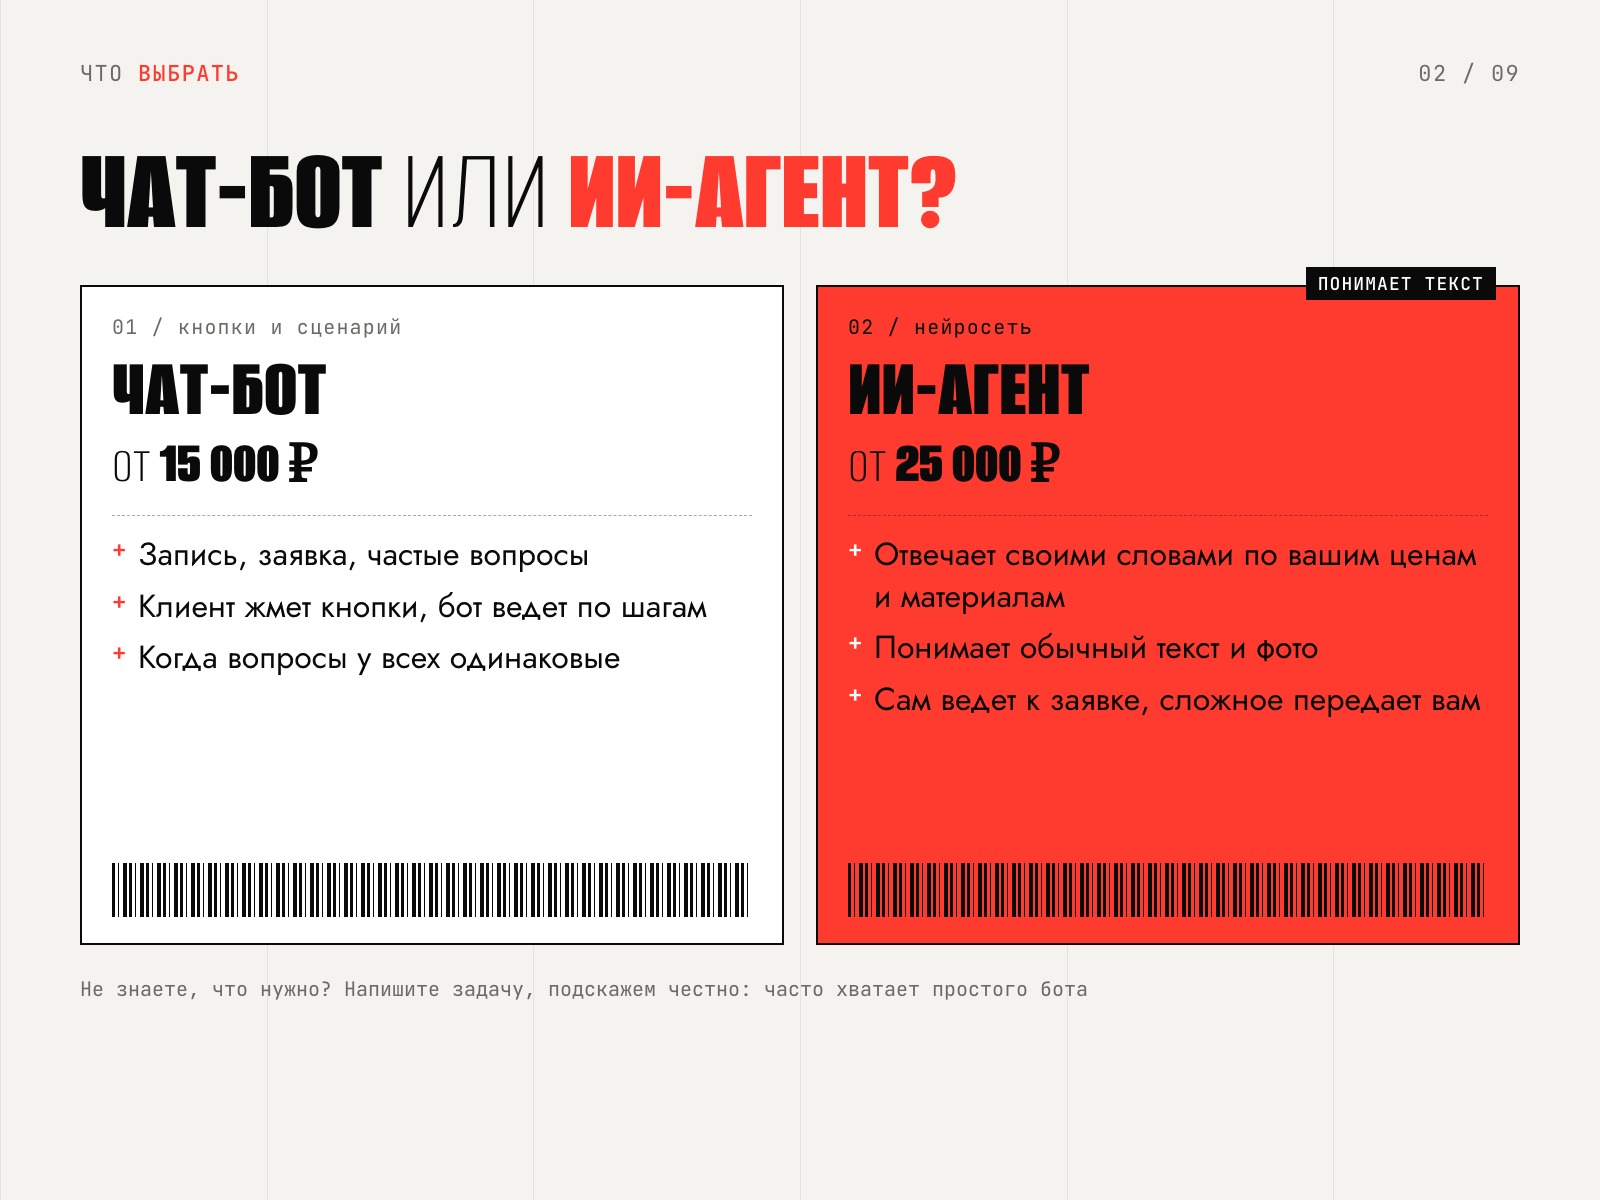 ЧТО ВЫБРАТЬ
02 / 09
ЧАТ-БОТ ИЛИ ИИ-АГЕНТ?
01 / кнопки и сценарий
ЧАТ-БОТ
ОТ 15 000 ₽
+ Запись, заявка, частые вопросы
+ Клиент жмет кнопки, бот ведет по шагам
+ Когда вопросы у всех одинаковые
ПОНИМАЕТ ТЕКСТ
02 / нейросеть
ИИ-АГЕНТ
ОТ 25 000 ₽
+ Отвечает своими словами по вашим ценам
и материалам
+ Понимает обычный текст и фото
+ Сам ведет к заявке, сложное передает вам
Не знаете, что нужно? Напишите задачу, подскажем честно: часто хватает простого бота